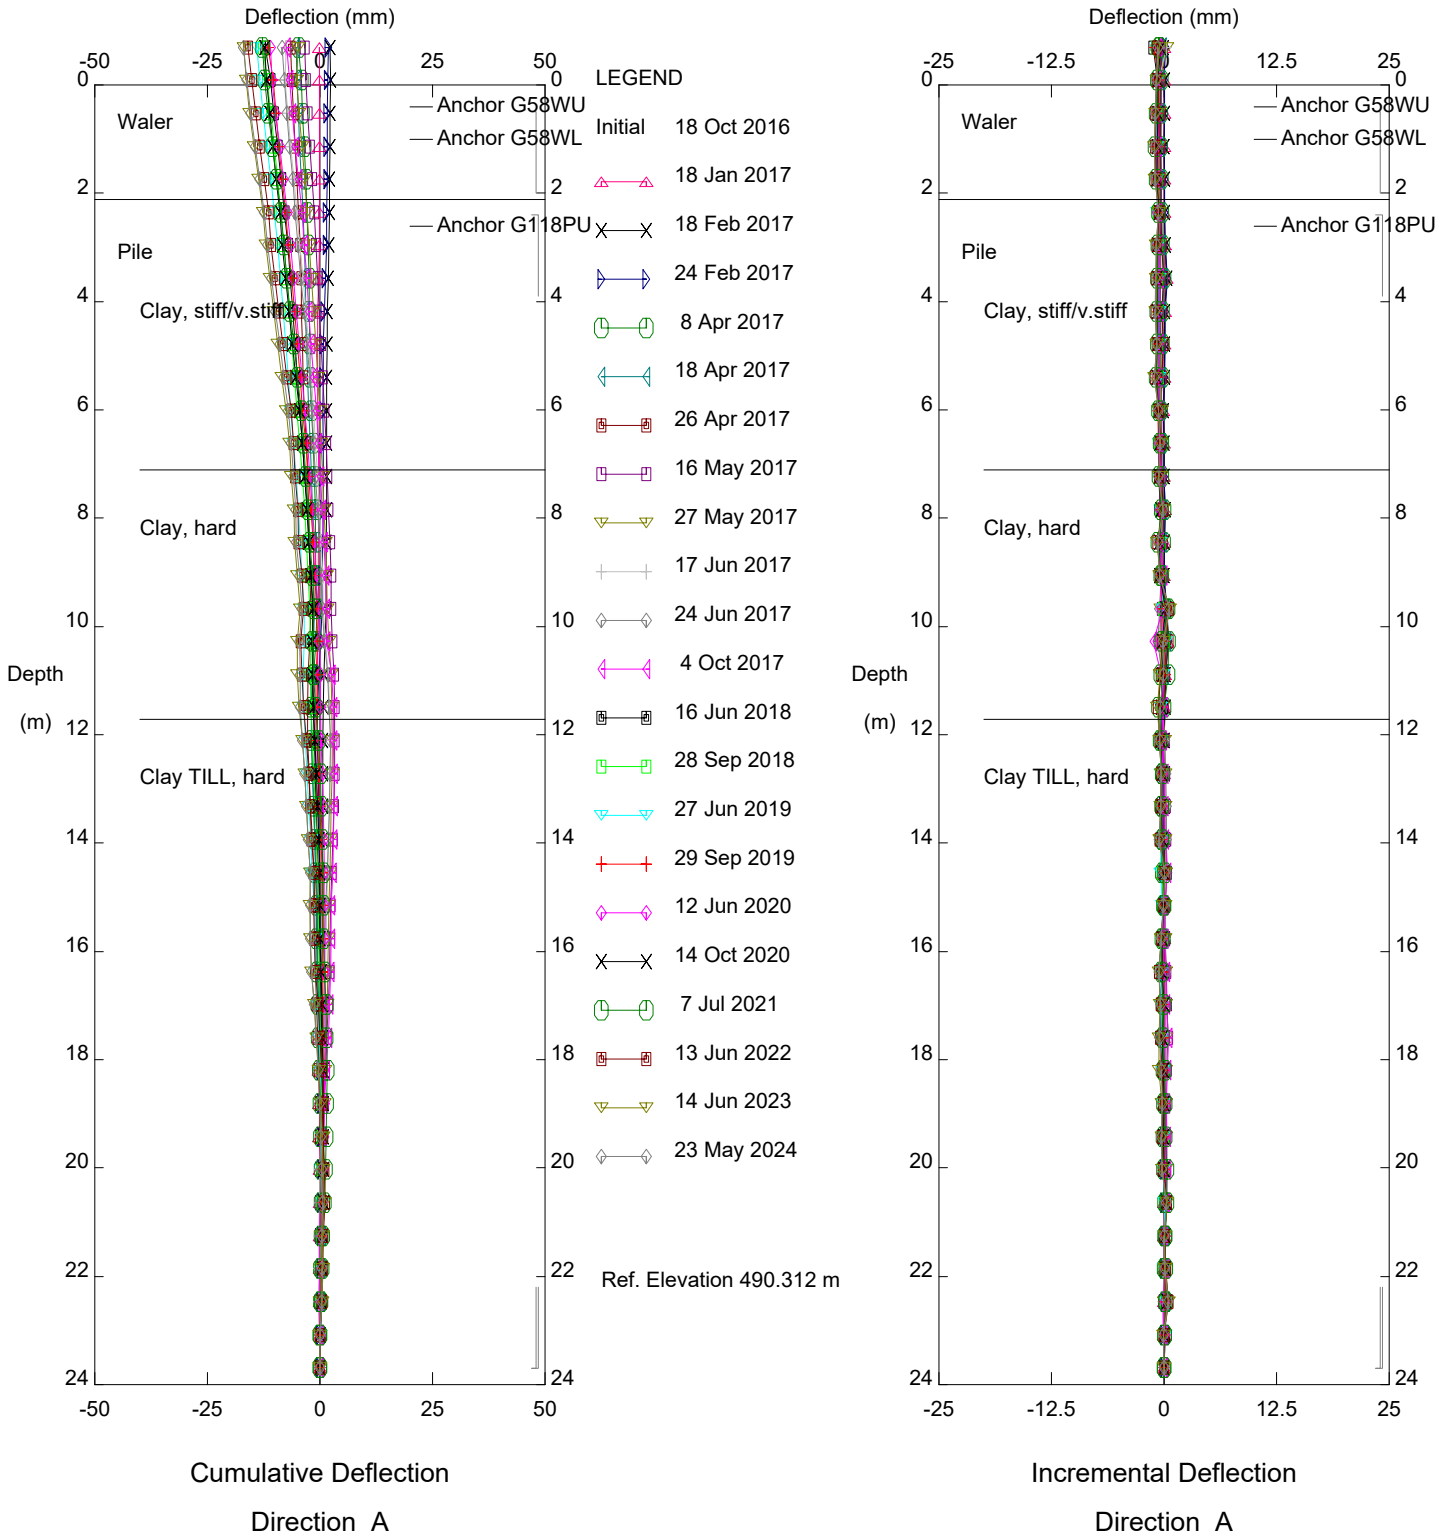 Deflection (mm)
-50 -25 0 25 50
0 0
2 2
4 4
6 6
8 8
10 10
12 12
14 14
16 16
18 18
20 20
22 22
24 24
-50 -25 0 25 50
Depth
(m)
Waler
Anchor G58WU
Anchor G58WL
Anchor G118PU
Pile
Clay, stiff/v.stiff
Clay, hard
Clay TILL, hard
Cumulative Deflection
Direction A
LEGEND
Initial 18 Oct 2016
18 Jan 2017
18 Feb 2017
24 Feb 2017
8 Apr 2017
18 Apr 2017
26 Apr 2017
16 May 2017
27 May 2017
17 Jun 2017
24 Jun 2017
4 Oct 2017
16 Jun 2018
28 Sep 2018
27 Jun 2019
29 Sep 2019
12 Jun 2020
14 Oct 2020
7 Jul 2021
13 Jun 2022
14 Jun 2023
23 May 2024
Ref. Elevation 490.312 m
Deflection (mm)
-25 -12.5 0 12.5 25
0 0
2 2
4 4
6 6
8 8
10 10
12 12
14 14
16 16
18 18
20 20
22 22
24 24
-25 -12.5 0 12.5 25
Depth
(m)
Waler
Anchor G58WU
Anchor G58WL
Anchor G118PU
Pile
Clay, stiff/v.stiff
Clay, hard
Clay TILL, hard
Incremental Deflection
Direction A